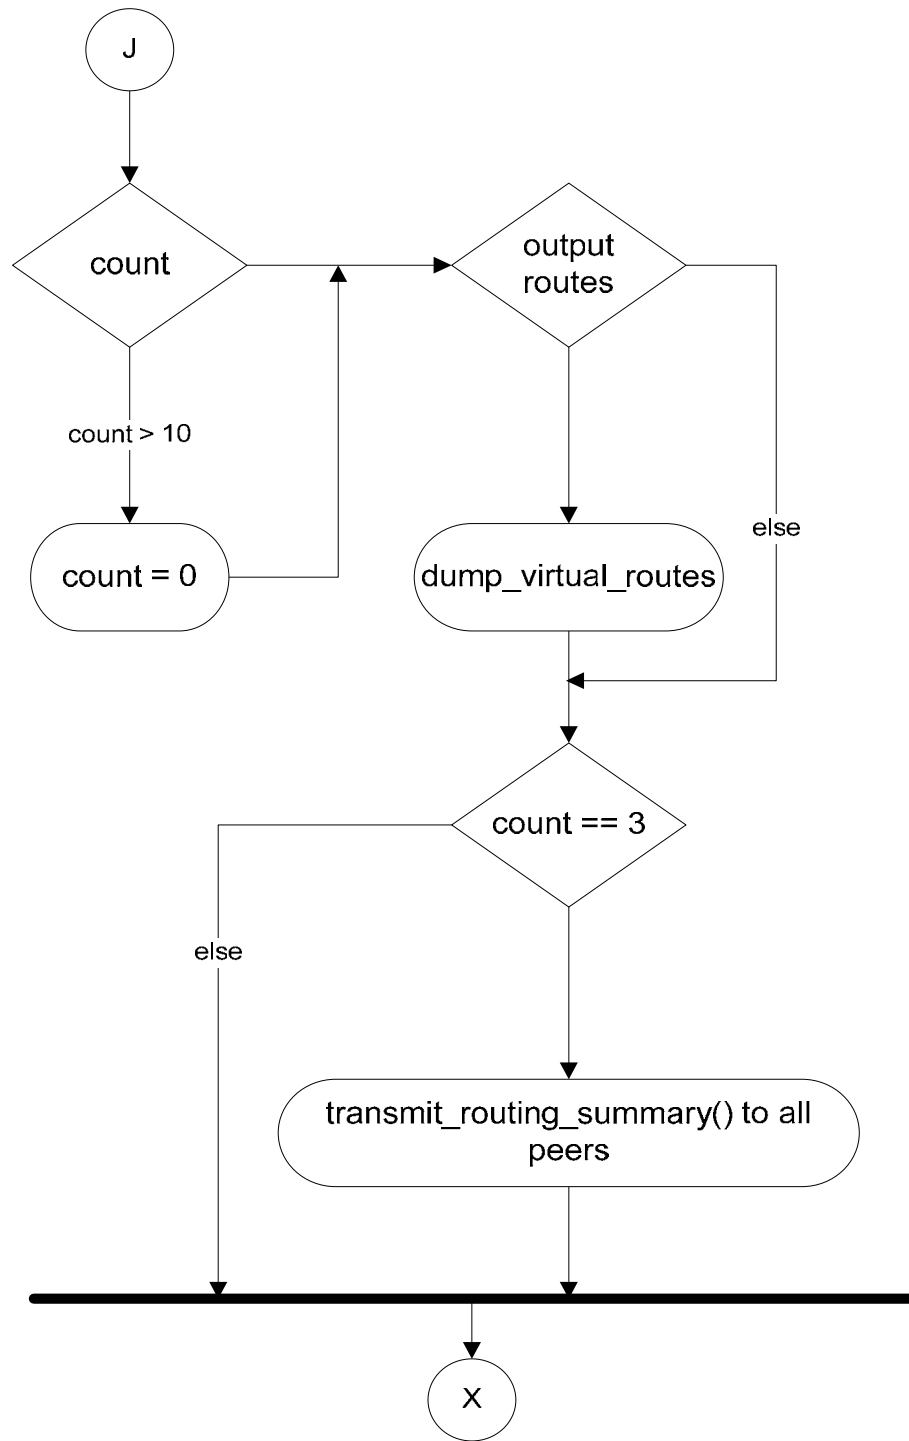 J
count
output
routes
count > 10
count = 0
dump_virtual_routes
else
count == 3
else
transmit_routing_summary() to all
peers
X